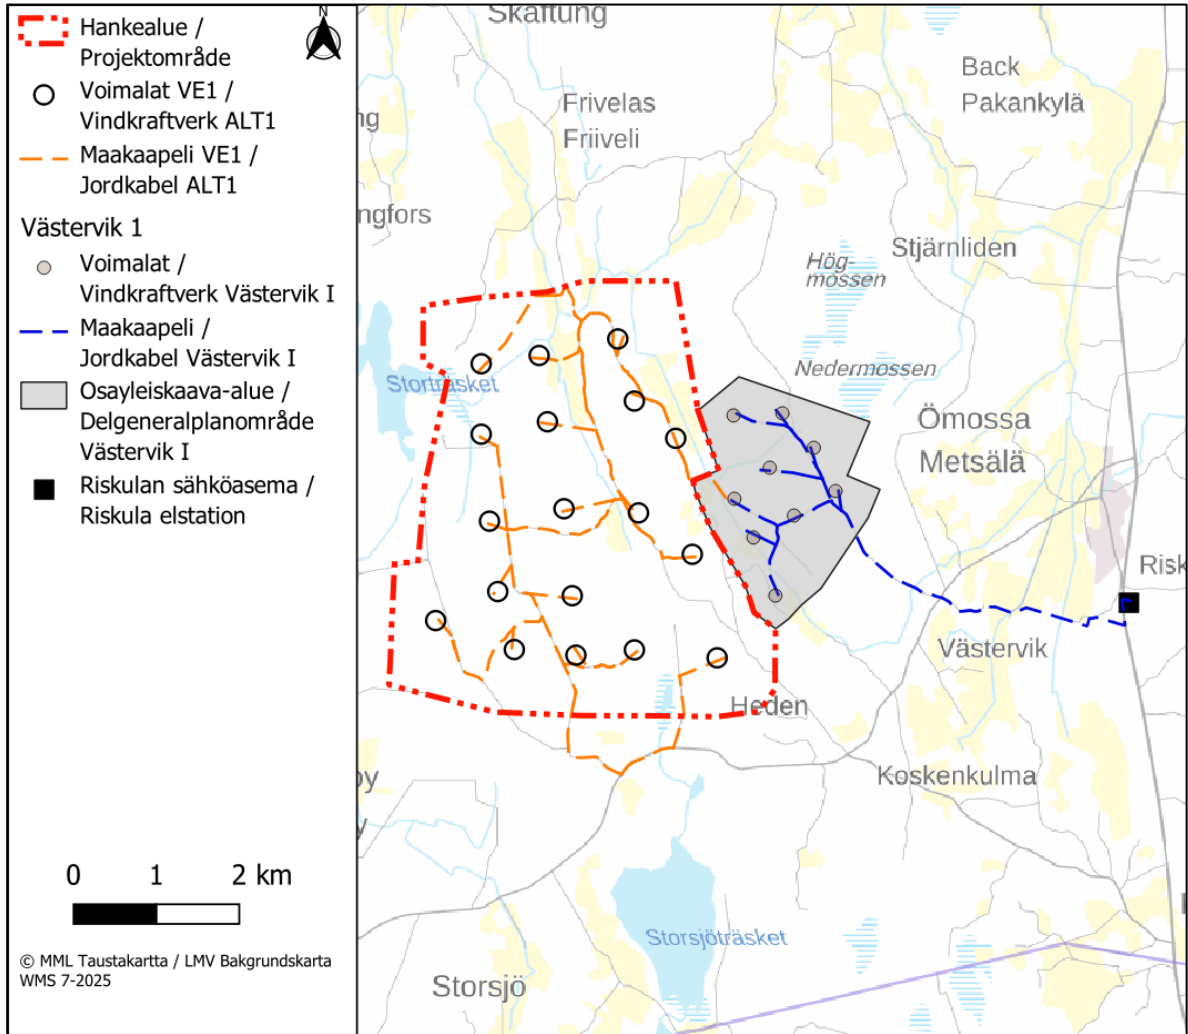 Hankealue /
Projektområde
Voimalat VE1 /
Vindkraftverk ALT1
Maakaapeli VE1 /
Jordkabel ALT1
Västervik 1
Voimalat /
Vindkraftverk Västervik I
Maakaapeli /
Jordkabel Västervik I
Osayleiskaava-alue /
Delgeneralplanområde
Västervik I
Riskulan sähköasema /
Riskula elstation
0 1 2 km
© MML Taustakartta / LMV Bakgrundskarta
WMS 7-2025
N
Skaftung
Back
Pakankylä
Frivelas
Friiveli
ng
ngfors
Stjärnliden
Hög-
mossen
Nedermossen
Storträsket
Ömossa
Metsälä
Risk
Västervik
Heden
Koskenkulma
by
Storsjöträsket
Storsjö